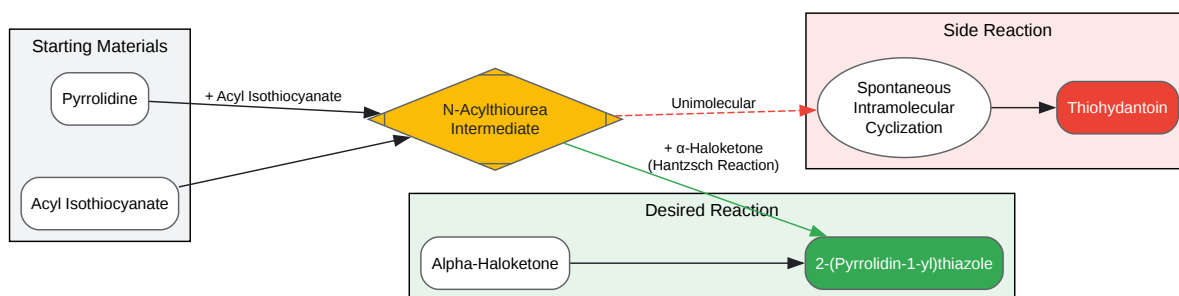 Starting Materials
Pyrrolidine
Acyl Isothiocyanate
+ Acyl Isothiocyanate
N-Acylthiourea
Intermediate
Unimolecular
+ α-Haloketone
(Hantzsch Reaction)
Side Reaction
Spontaneous
Intramolecular
Cyclization
Thiohydantoin
Desired Reaction
Alpha-Haloketone
2-(Pyrrolidin-1-yl)thiazole